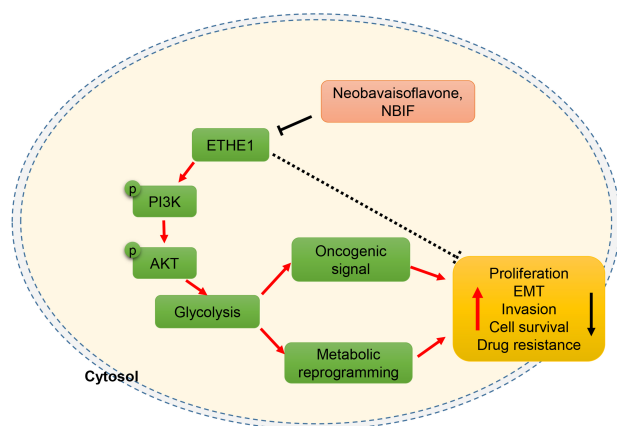 Neobavaisoflavone,
NBIF
ETHE1
p
PI3K
p
AKT
Glycolysis
Oncogenic
signal
Metabolic
reprogramming
Proliferation
EMT
Invasion
Cell survival
Drug resistance
Cytosol